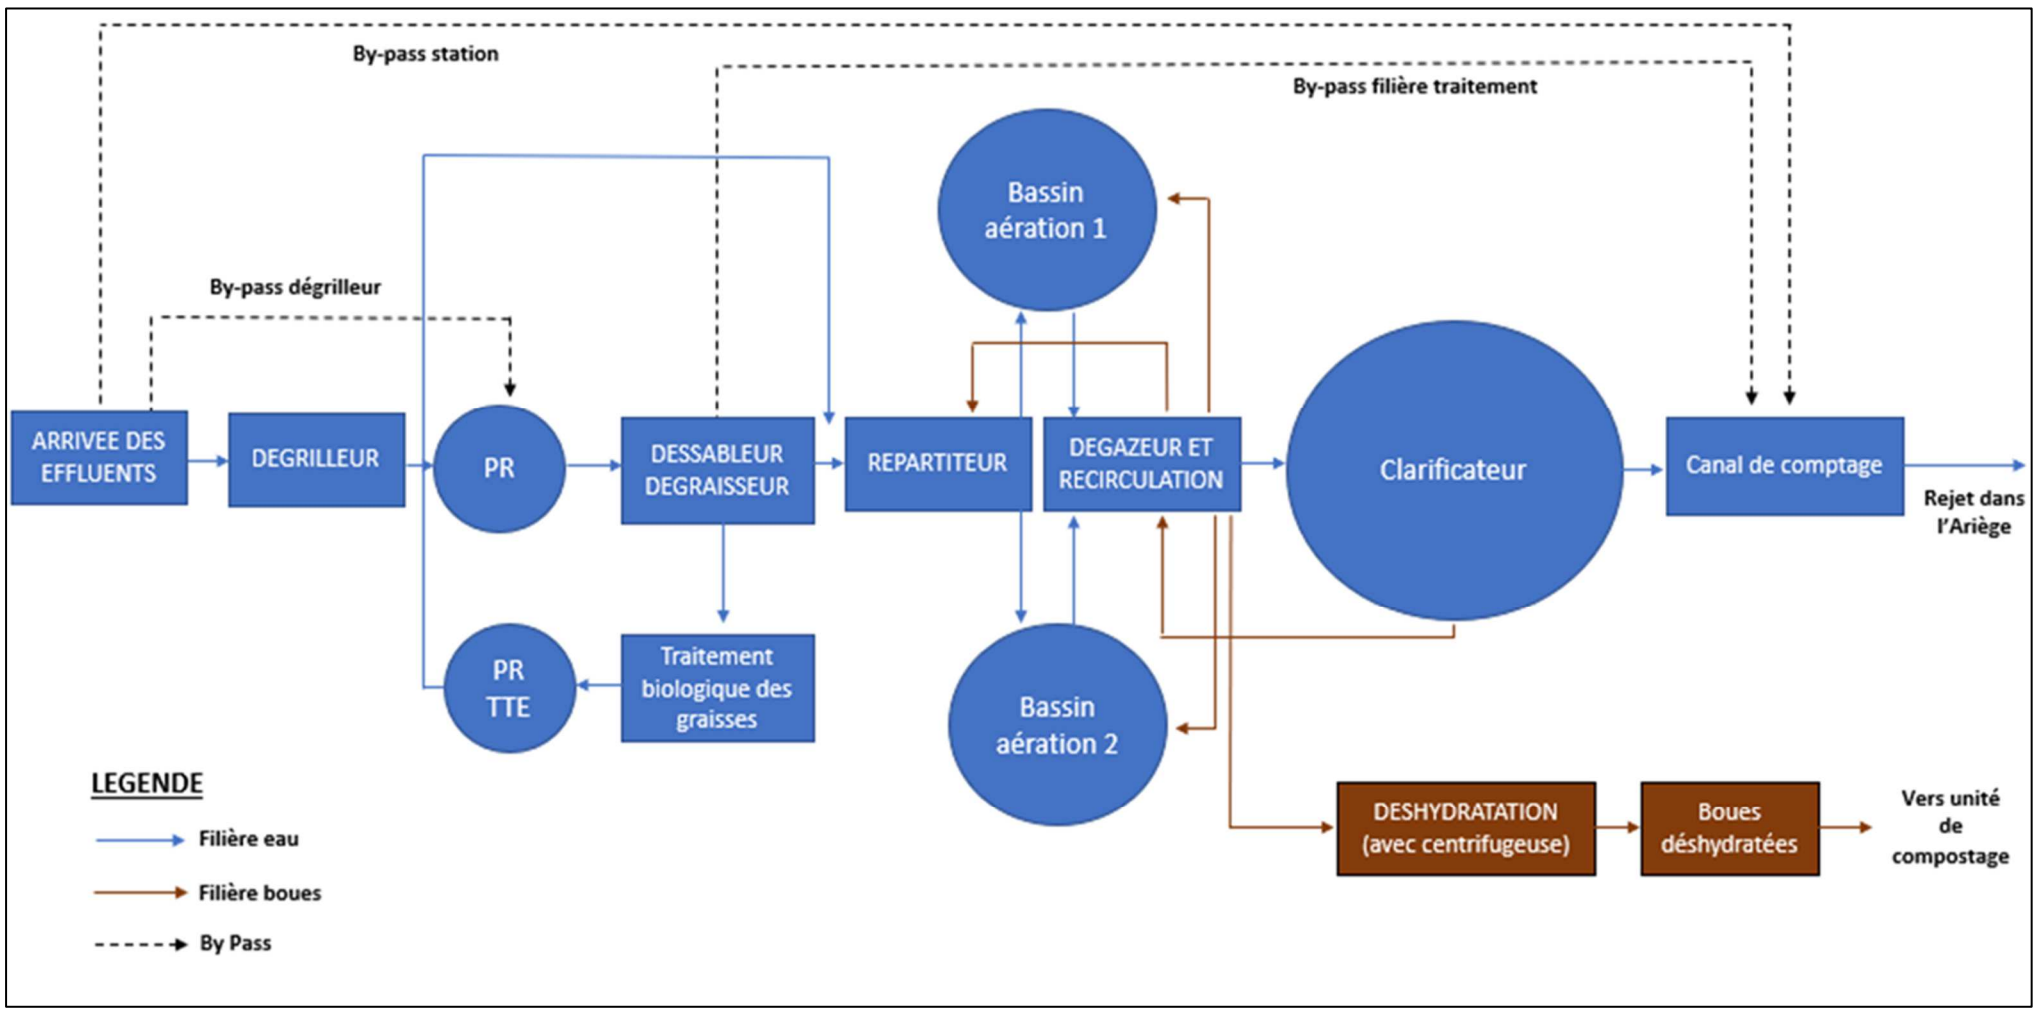 By-pass station
By-pass filière traitement
Bassin
aération 1
By-pass dégrilleur
ARRIVEE DES
EFFLUENTS
DEGRILLEUR
PR
DESSABLEUR
DEGRAISSEUR
REPARTITEUR
DEGAZEUR ET
RECIRCULATION
Clarificateur
Canal de comptage
Rejet dans
l'Ariège
PR
TTE
Traitement
biologique des
graisses
Bassin
aération 2
LEGENDE
Filière eau
Filière boues
By Pass
DESHYDRATATION
(avec centrifugeuse)
Boues
déshydratées
Vers unité
de
compostage